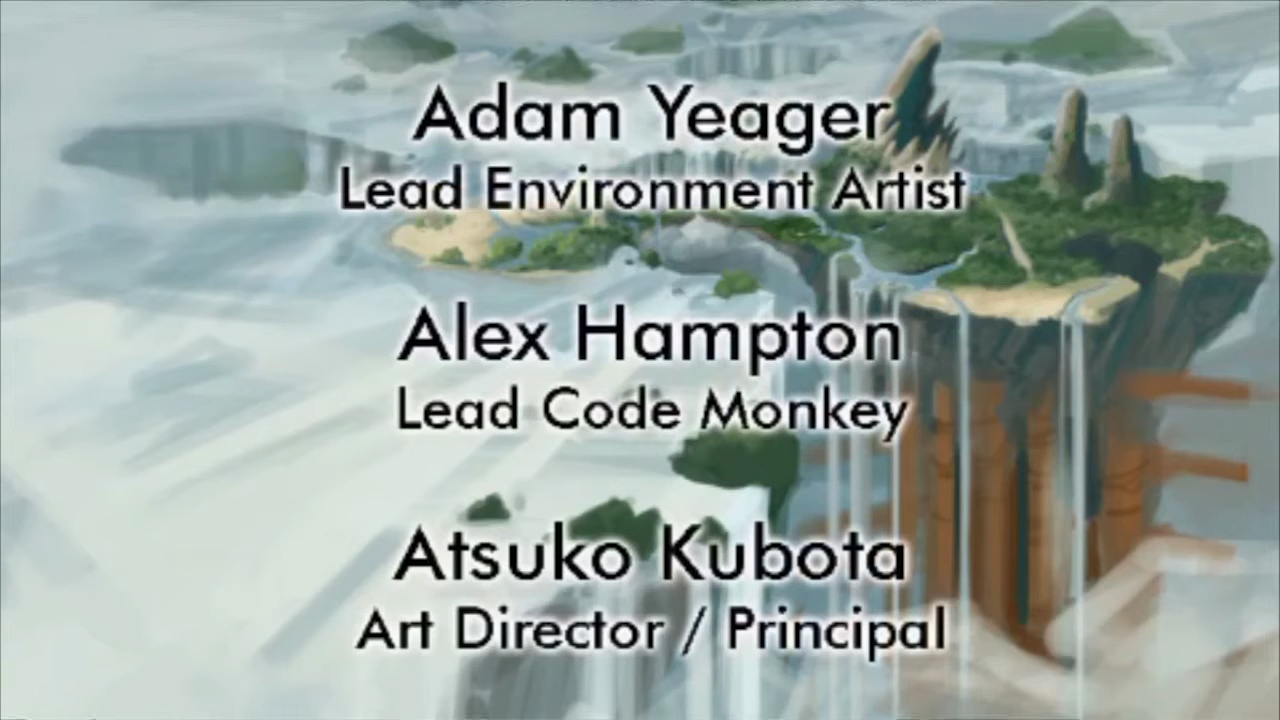 Adam Yeager
Lead Environment Artist
Alex Hampton
Lead Code Monkey
Atsuko Kubota
Art Director / Principal